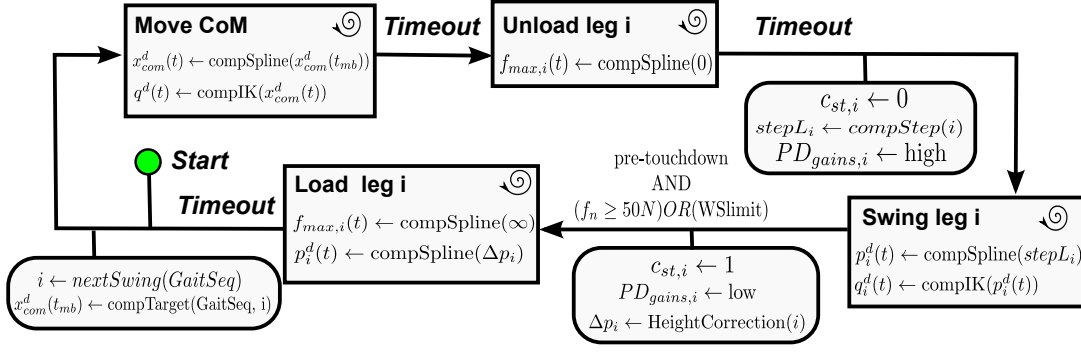 Move CoM
x^d_{com}(t) ← compSpline(x^d_{com}(t_{mb}))
q^d(t) ← compIK(x^d_{com}(t))
Timeout
Unload leg i
f_{max,i}(t) ← compSpline(0)
Timeout
c_{st,i} ← 0
stepL_i ← compStep(i)
PD_{gains,i} ← high
Swing leg i
p^d_i(t) ← compSpline(stepL_i)
q^d_i(t) ← compIK(p^d_i(t))
pre-touchdown
AND
(f_n ≥ 50N)OR(WSlimit)
c_{st,i} ← 1
PD_{gains,i} ← low
Δp_i ← HeightCorrection(i)
Load leg i
f_{max,i}(t) ← compSpline(∞)
p^d_i(t) ← compSpline(Δp_i)
Timeout
Start
i ← nextSwing(GaitSeq)
x^d_{com}(t_{mb}) ← compTarget(GaitSeq, i)